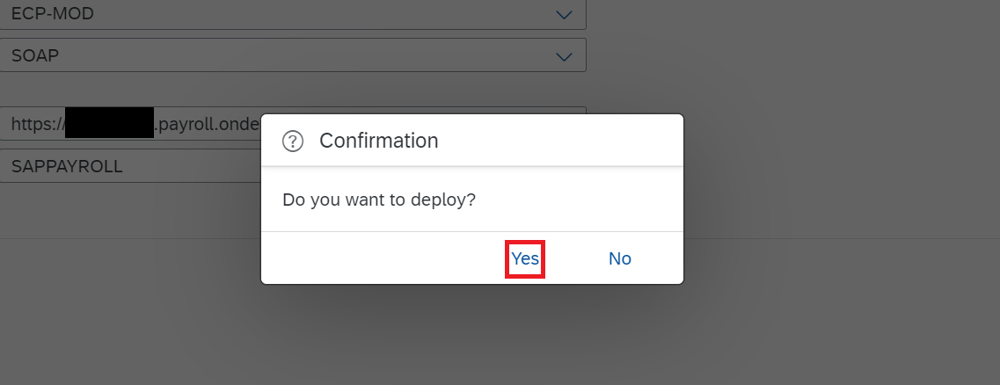 ECP-MOD
SOAP
https:// .payroll.onde
SAPPAYROLL
Confirmation
Do you want to deploy?
Yes No